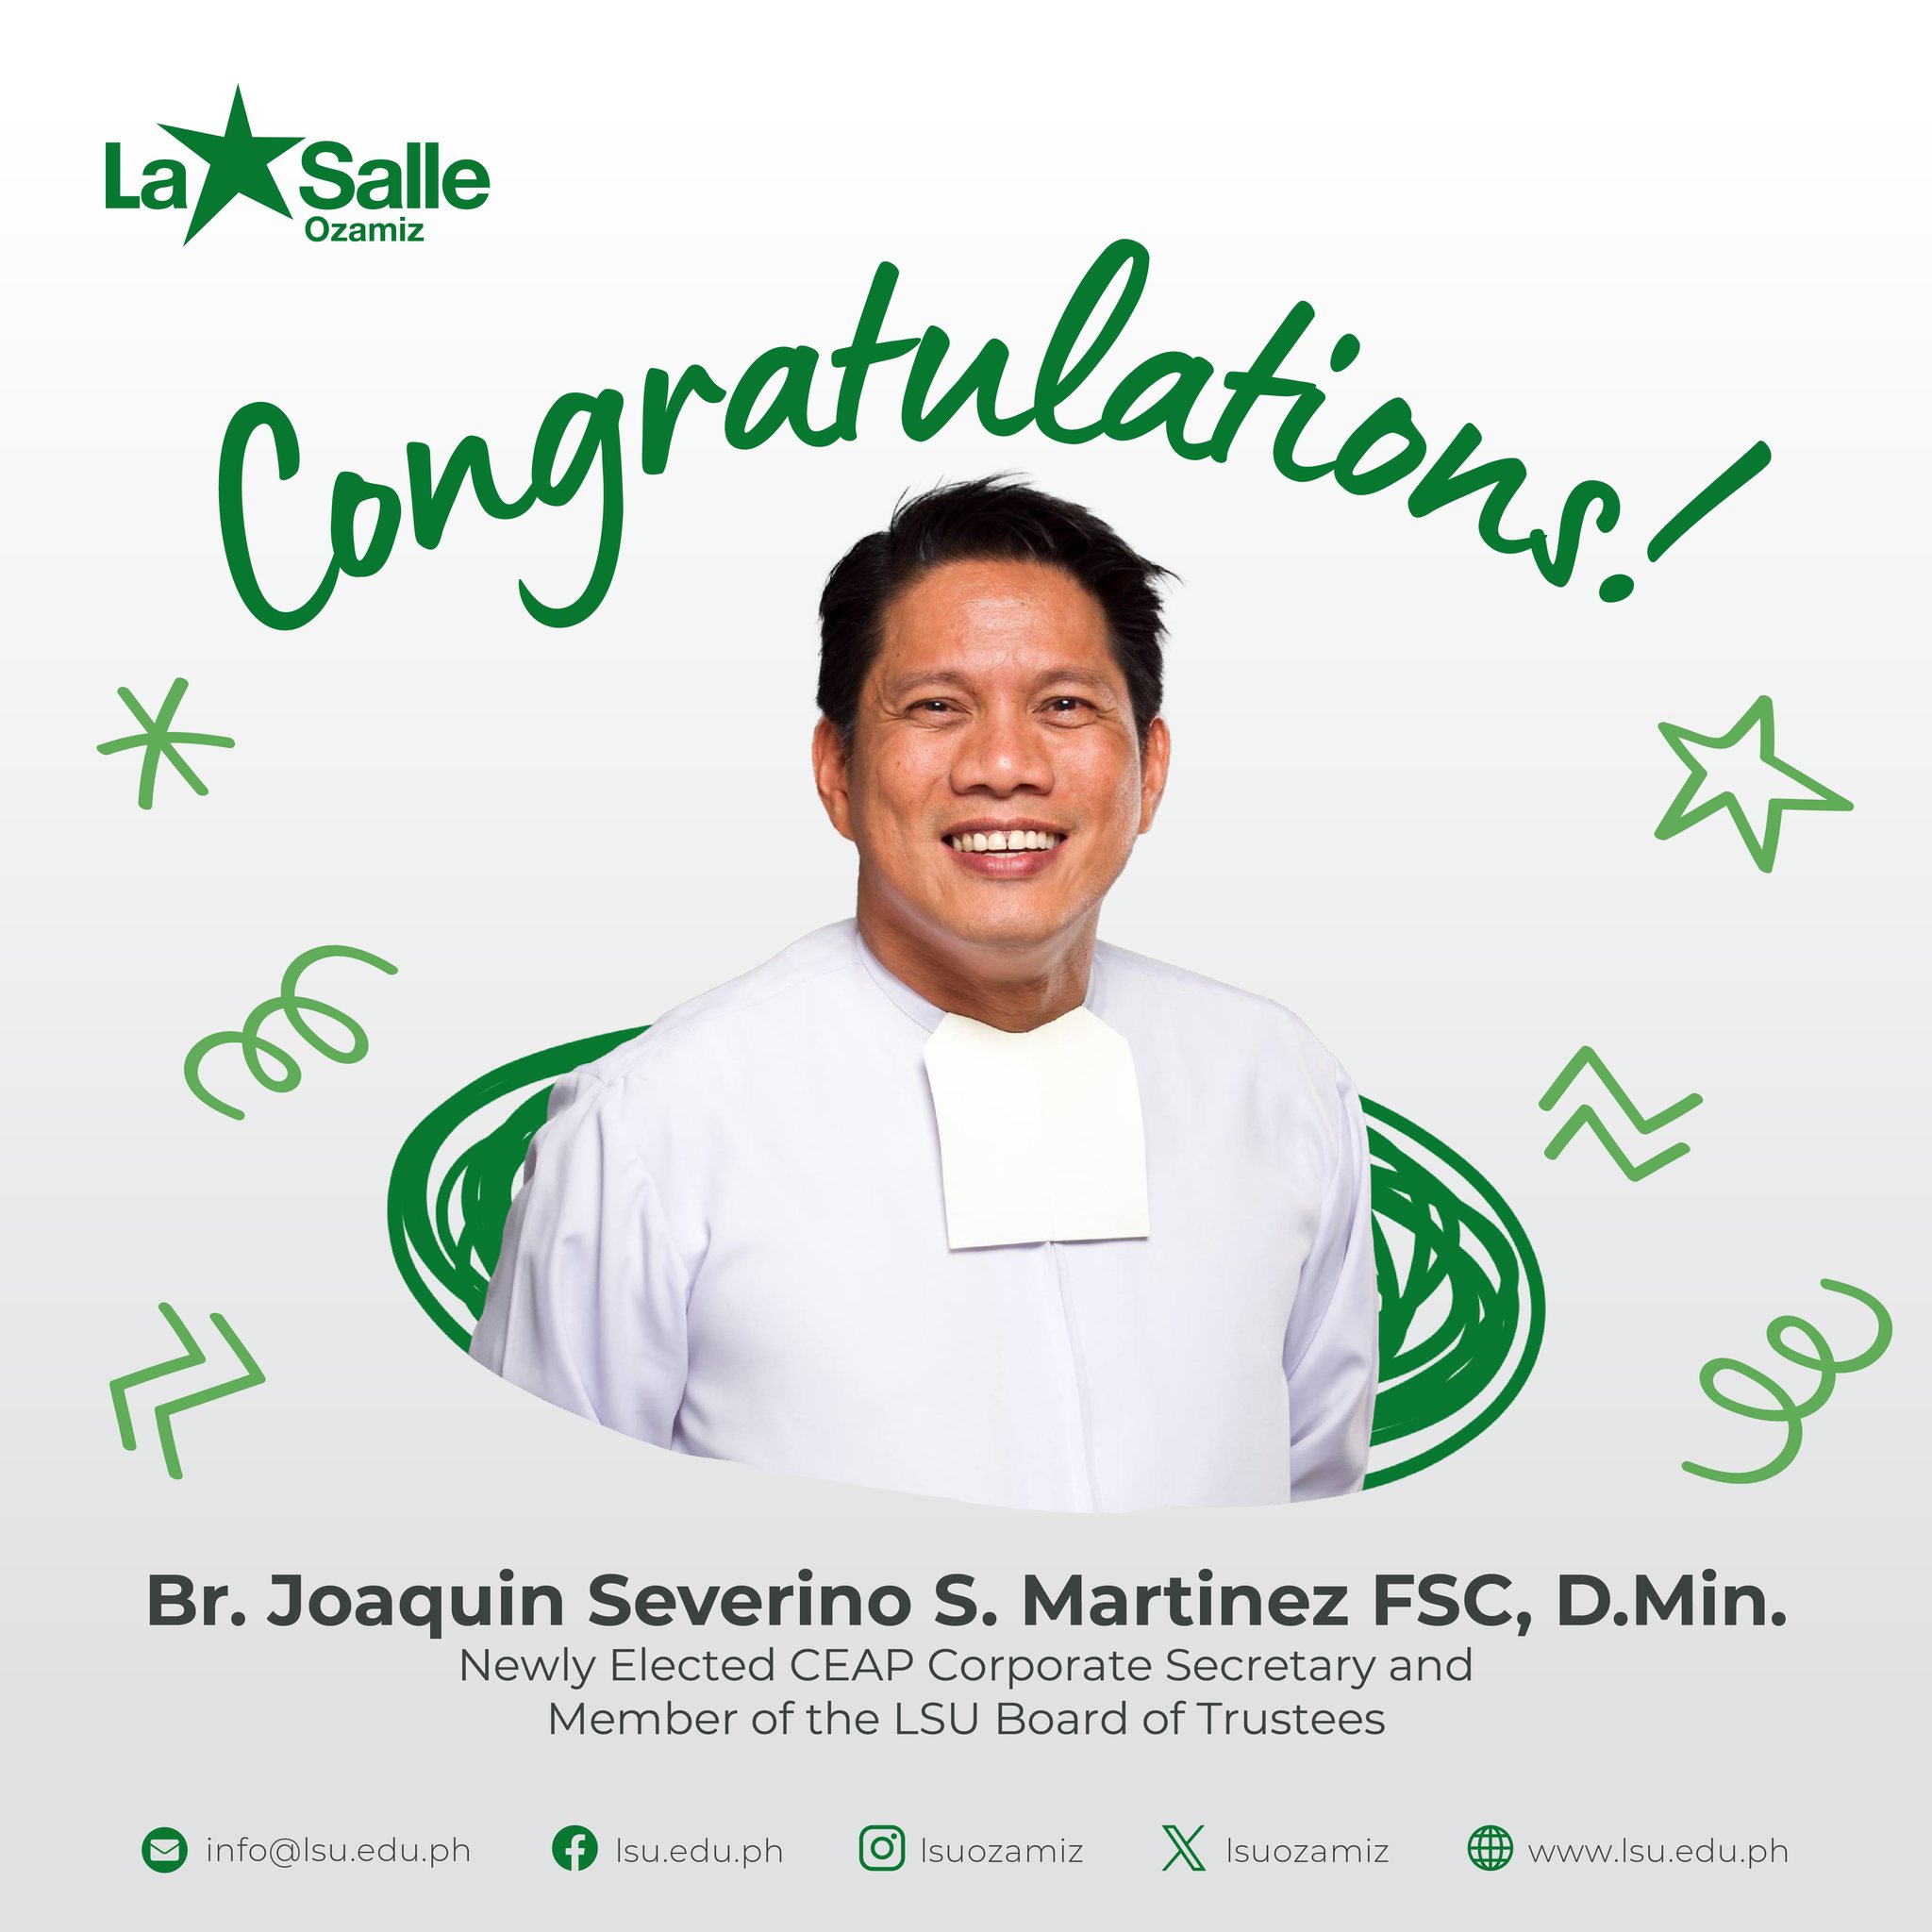 La Salle
Ozamiz
Congratulations!
Br. Joaquin Severino S. Martinez FSC, D.Min.
Newly Elected CEAP Corporate Secretary and
Member of the LSU Board of Trustees
info@lsu.edu.ph lsu.edu.ph lsuozamiz lsuozamiz www.lsu.edu.ph